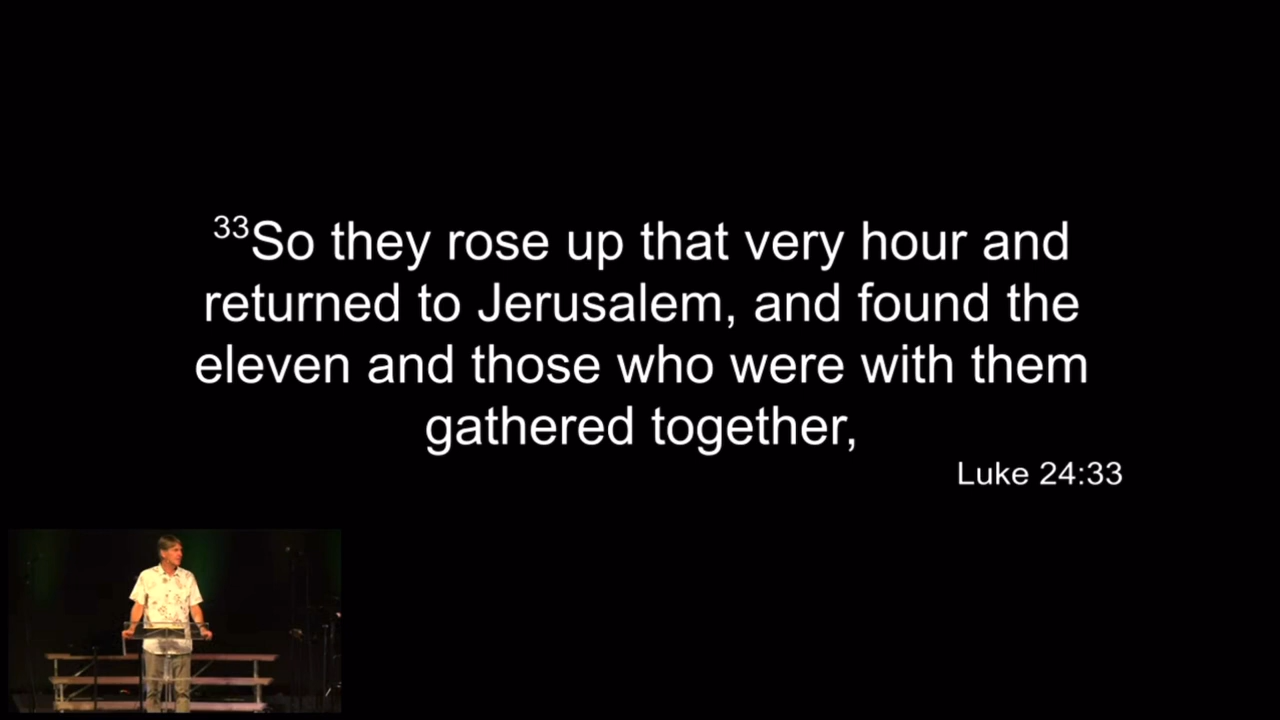 33So they rose up that very hour and
returned to Jerusalem, and found the
eleven and those who were with them
gathered together,
Luke 24:33